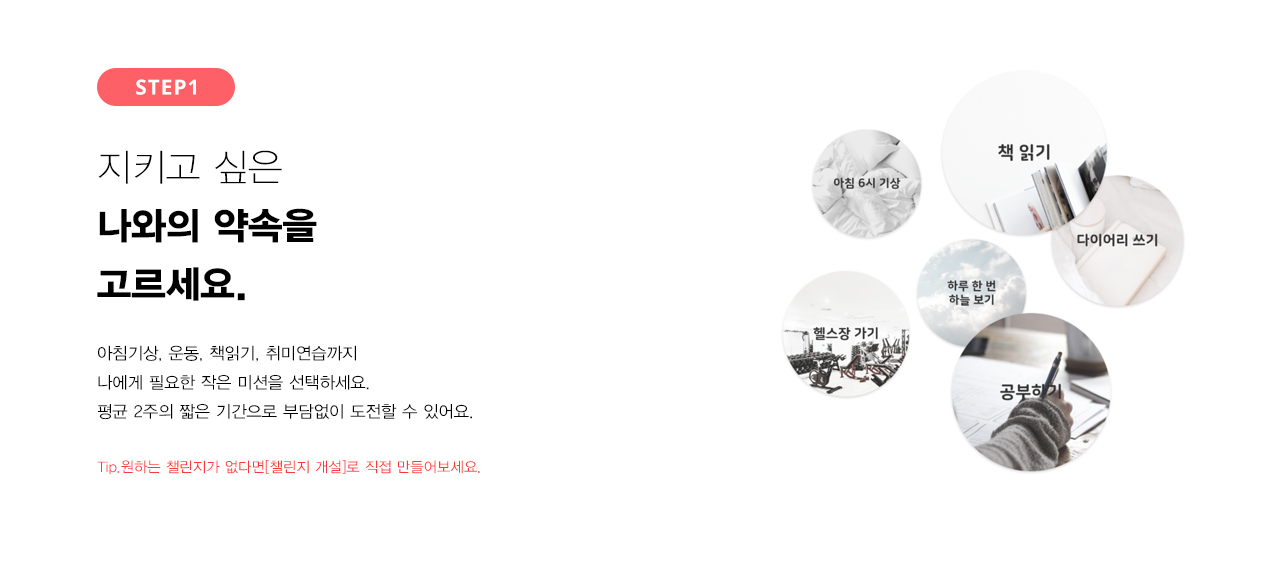 STEP1
지키고 싶은
나와의 약속을
고르세요.
아침기상, 운동, 책읽기, 취미연습까지
나에게 필요한 작은 미션을 선택하세요.
평균 2주의 짧은 기간으로 부담없이 도전할 수 있어요.
Tip.원하는 챌린지가 없다면[챌린지 개설]로 직접 만들어보세요.
책 읽기
아침 6시 기상
다이어리 쓰기
하루 한 번
하늘 보기
헬스장 가기
공부하기